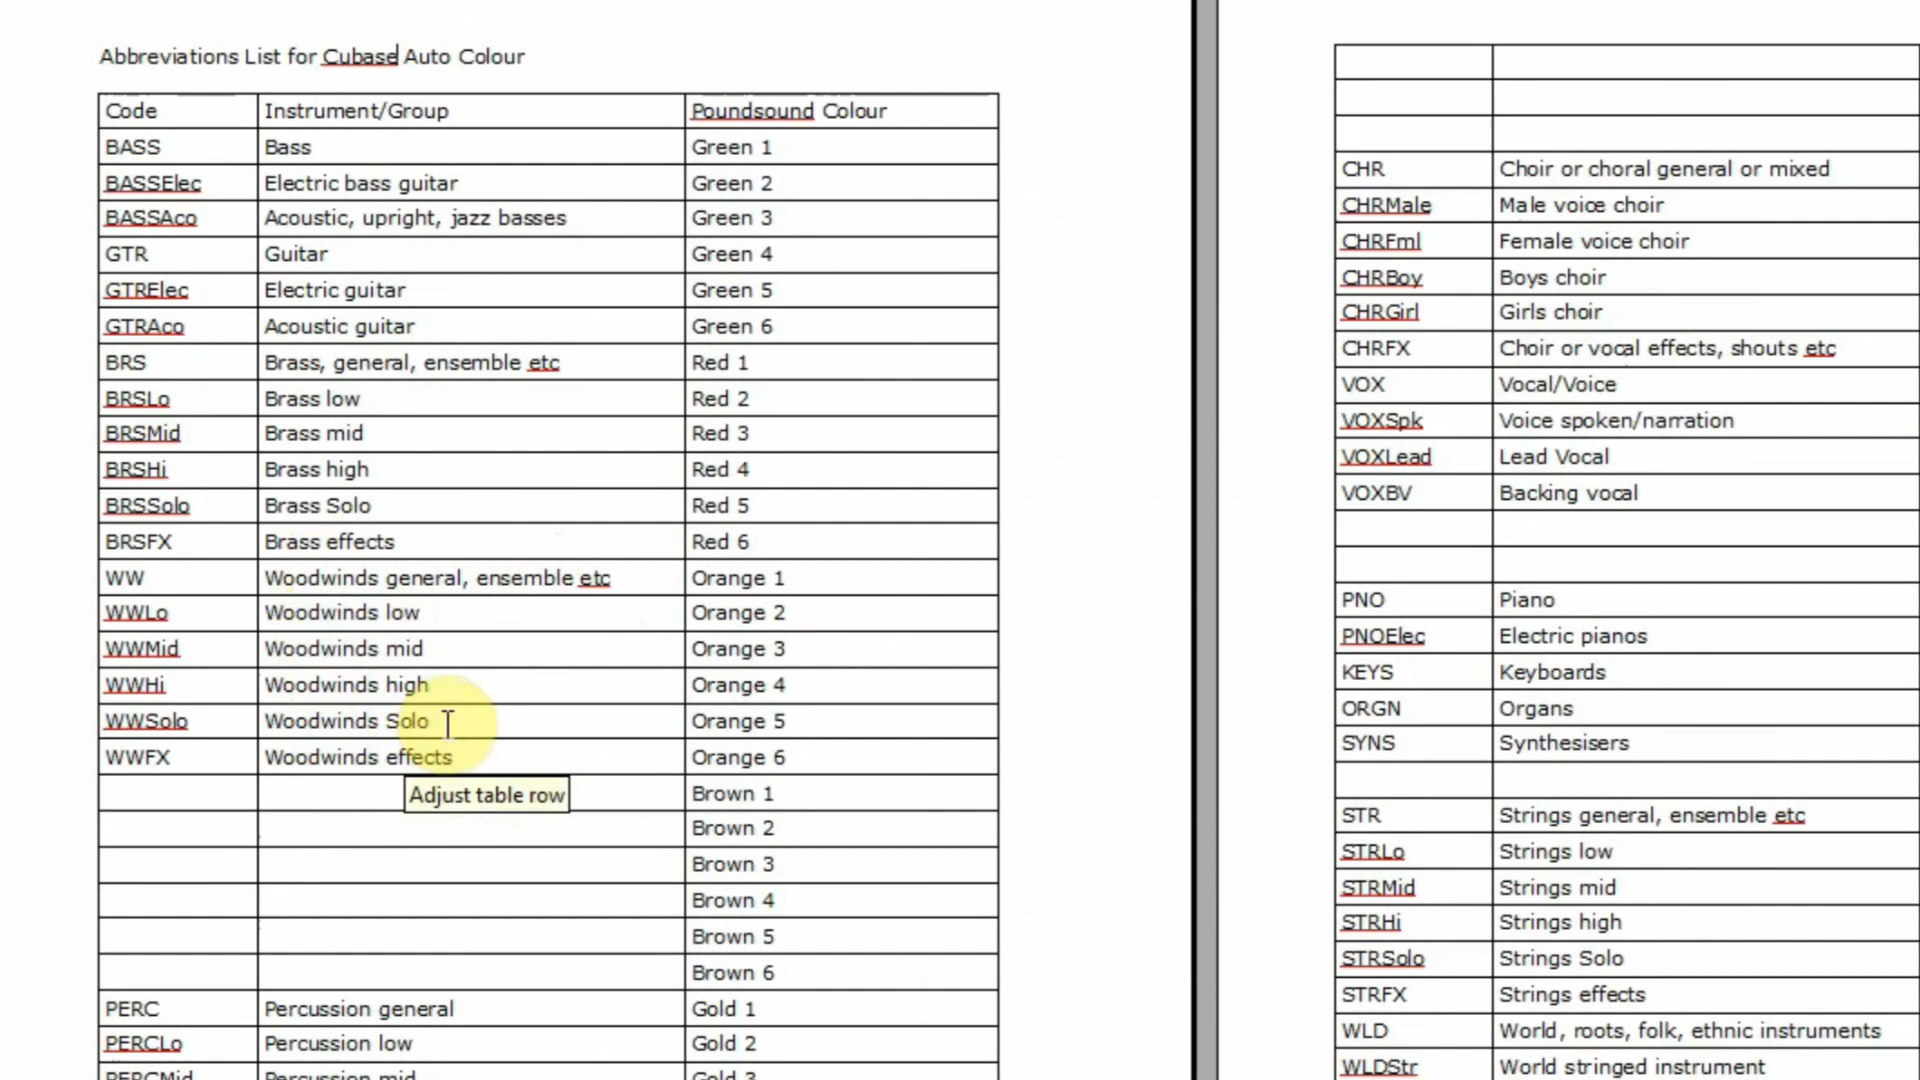 Abbreviations List for Cubase Auto Colour
Code Instrument/Group Poundsound Colour
BASS Bass Green 1
BASSElec Electric bass guitar Green 2
BASSAco Acoustic, upright, jazz basses Green 3
GTR Guitar Green 4
GTRElec Electric guitar Green 5
GTRAco Acoustic guitar Green 6
BRS Brass, general, ensemble etc Red 1
BRSLo Brass low Red 2
BRSMid Brass mid Red 3
BRSHi Brass high Red 4
BRSSolo Brass Solo Red 5
BRSFX Brass effects Red 6
WW Woodwinds general, ensemble etc Orange 1
WWLo Woodwinds low Orange 2
WWMid Woodwinds mid Orange 3
WWHi Woodwinds high Orange 4
WWSolo Woodwinds Solo Orange 5
WWFX Woodwinds effects Orange 6
Adjust table row
Brown 1
Brown 2
Brown 3
Brown 4
Brown 5
Brown 6
PERC Percussion general Gold 1
PERCLo Percussion low Gold 2
PERCMid Percussion mid Gold 3
CHR Choir or choral general or mixed
CHRMale Male voice choir
CHRFml Female voice choir
CHRBoy Boys choir
CHRGirl Girls choir
CHRFX Choir or vocal effects, shouts etc
VOX Vocal/Voice
VOXSpk Voice spoken/narration
VOXLead Lead Vocal
VOXBV Backing vocal
PNO Piano
PNOElec Electric pianos
KEYS Keyboards
ORGN Organs
SYNS Synthesisers
STR Strings general, ensemble etc
STRLo Strings low
STRMid Strings mid
STRHi Strings high
STRSolo Strings Solo
STRFX Strings effects
WLD World, roots, folk, ethnic instruments
WLDStr World stringed instrument